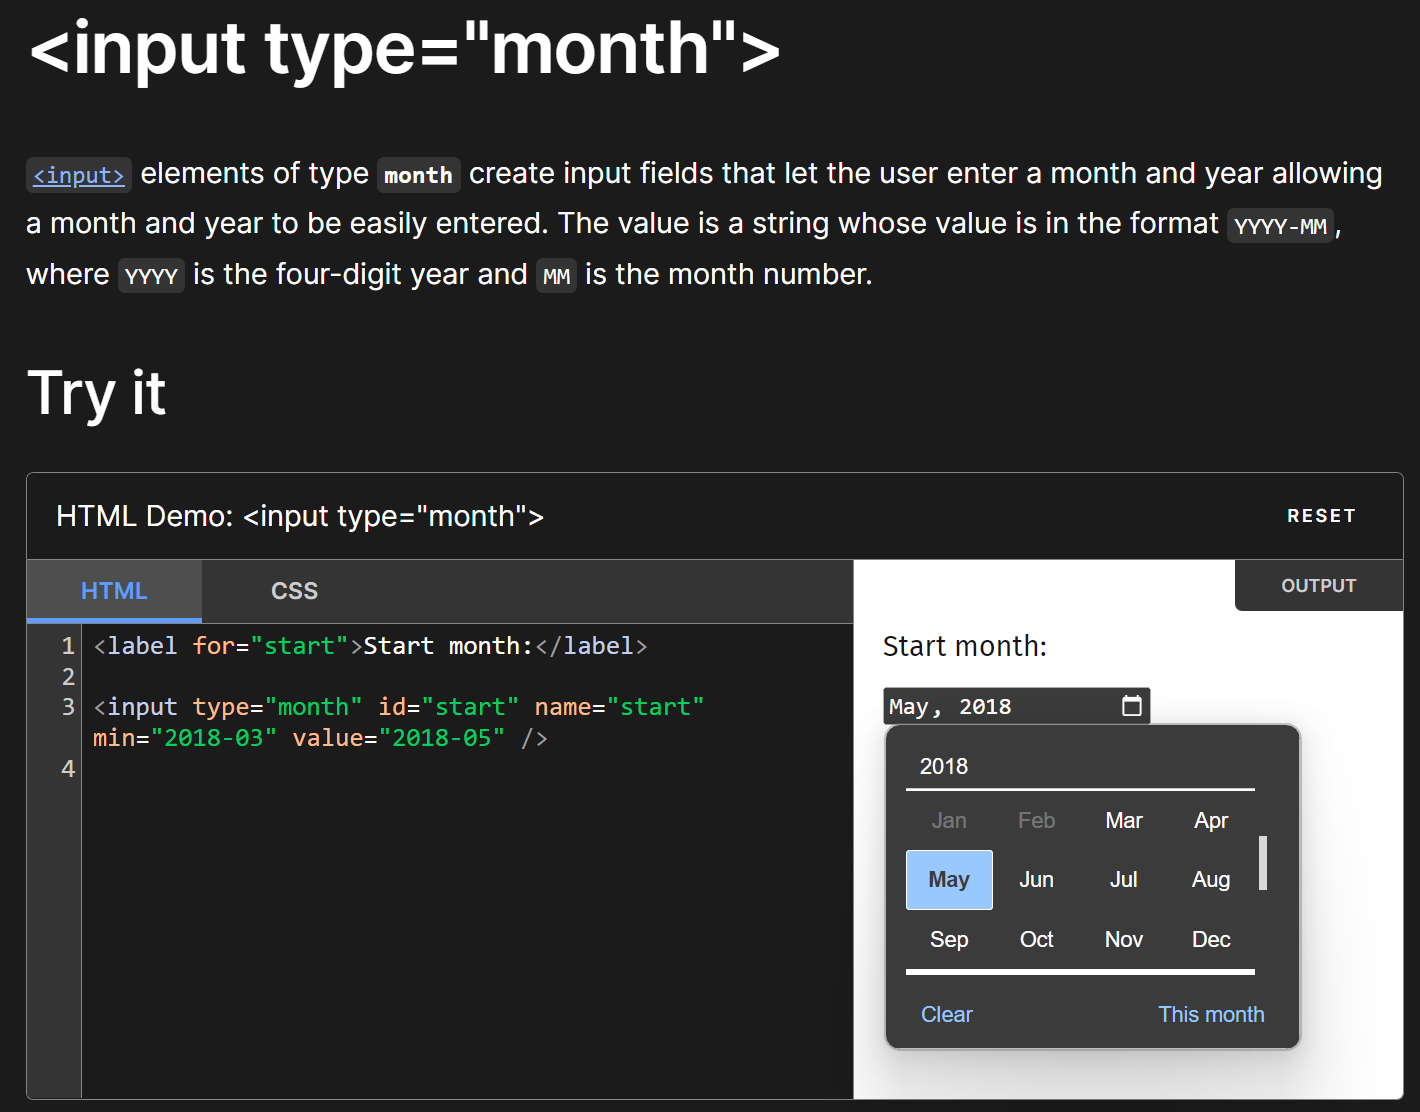 <input type="month">
<input> elements of type month create input fields that let the user enter a month and year allowing
a month and year to be easily entered. The value is a string whose value is in the format YYYY-MM,
where YYYY is the four-digit year and MM is the month number.
Try it
HTML Demo: <input type="month">
RESET
HTML
CSS
1 <label for="start">Start month:</label>
2
3 <input type="month" id="start" name="start"
min="2018-03" value="2018-05" />
4
OUTPUT
Start month:
May, 2018
2018
Jan Feb Mar Apr
May Jun Jul Aug
Sep Oct Nov Dec
Clear This month